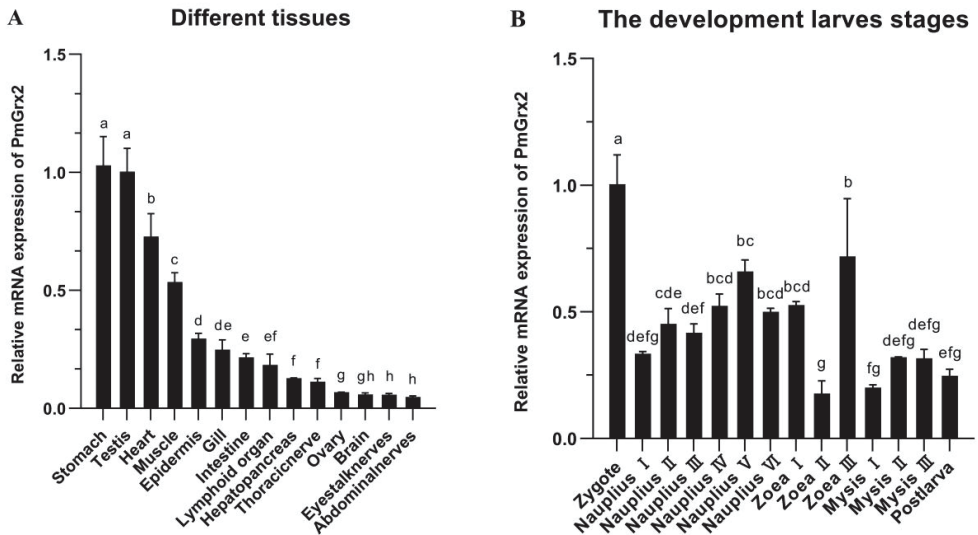 A
Different tissues
Relative mRNA expression of PmGrx2
1.5
1.0
0.5
0.0
a
a
b
c
d
de
e
ef
f
f
g
gh
h
h
Stomach
Testis
Heart
Muscle
Epidermis
Gill
Intestine
Lymphoid organ
Hepatopancreas
Thoracicnerve
Ovary
Brain
Eyestalknerves
Abdominalnerves
B
The development larves stages
Relative mRNA expression of PmGrx2
1.5
1.0
0.5
0.0
a
defg
cde
def
bcd
bc
bcd
bcd
g
b
fg
defg
defg
efg
Zygote
Nauplius Ⅰ
Nauplius Ⅱ
Nauplius Ⅲ
Nauplius Ⅳ
Nauplius Ⅴ
Nauplius Ⅵ
Zoea Ⅰ
Zoea Ⅱ
Zoea Ⅲ
Mysis Ⅰ
Mysis Ⅱ
Mysis Ⅲ
Postlarva